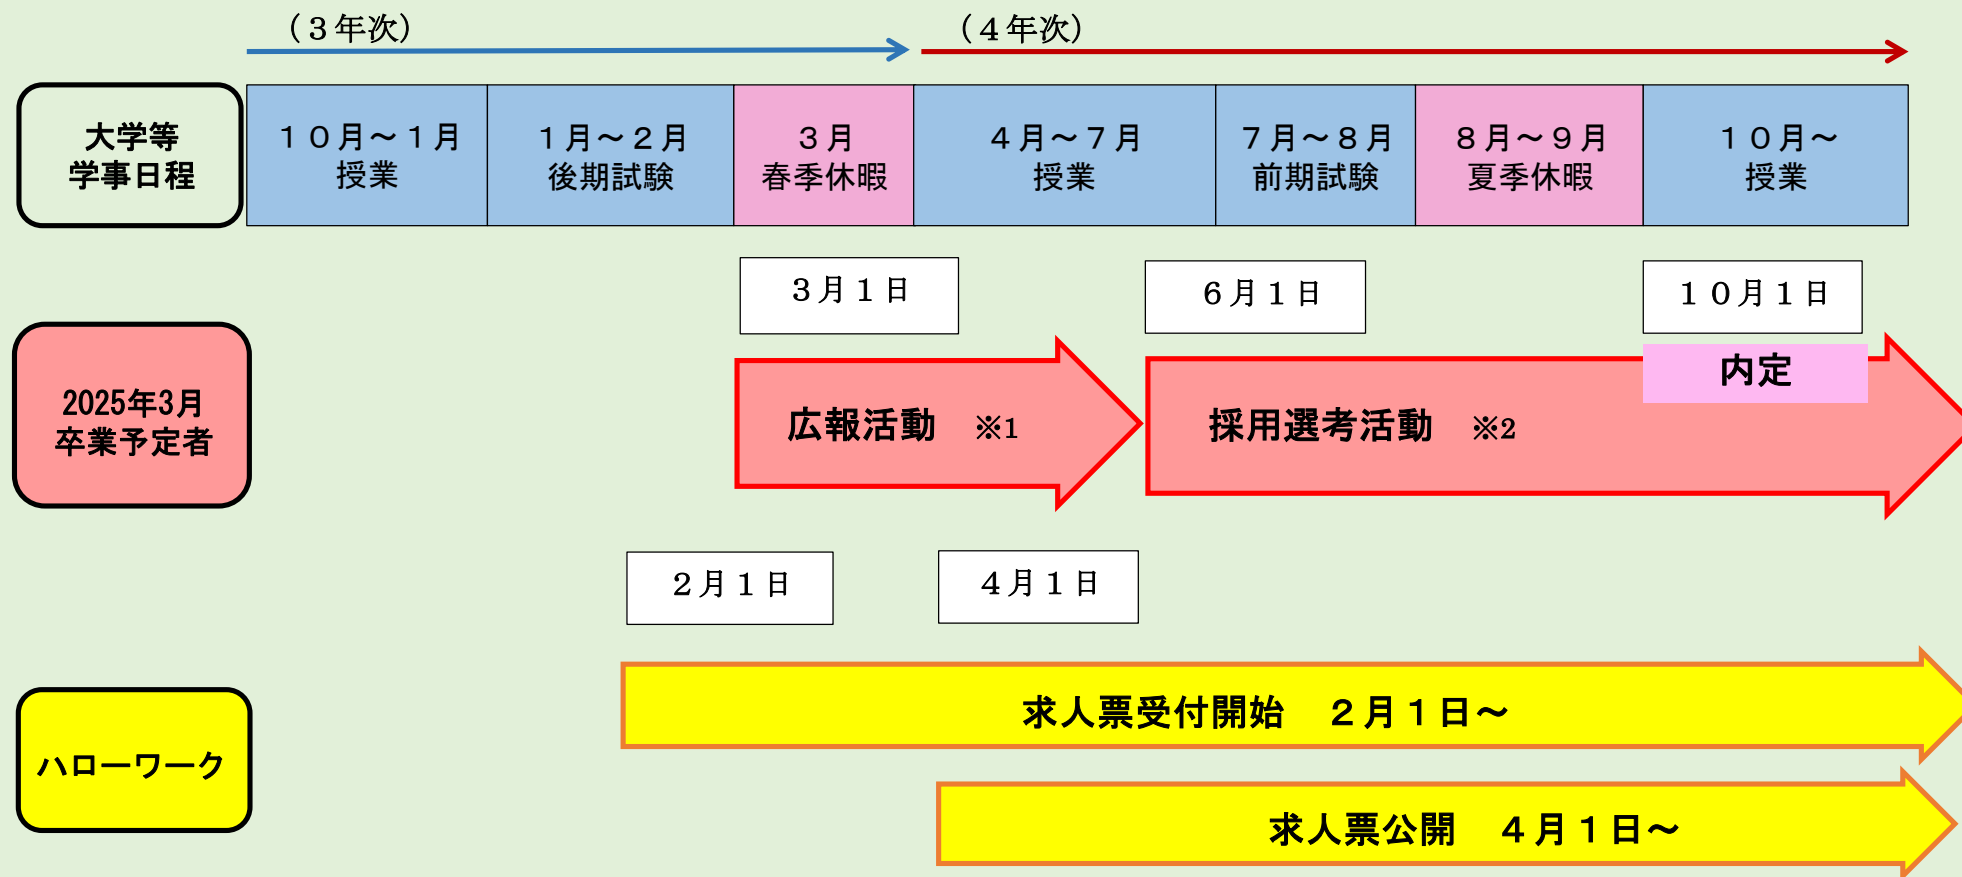 （３年次）
（４年次）
大学等
学事日程
１０月～１月
授業
１月～２月
後期試験
３月
春季休暇
４月～７月
授業
７月～８月
前期試験
８月～９月
夏季休暇
１０月～
授業
３月１日
６月１日
１０月１日
2025年3月
卒業予定者
広報活動　※1
採用選考活動　※2
内定
２月１日
４月１日
ハローワーク
求人票受付開始　２月１日～
求人票公開　４月１日～